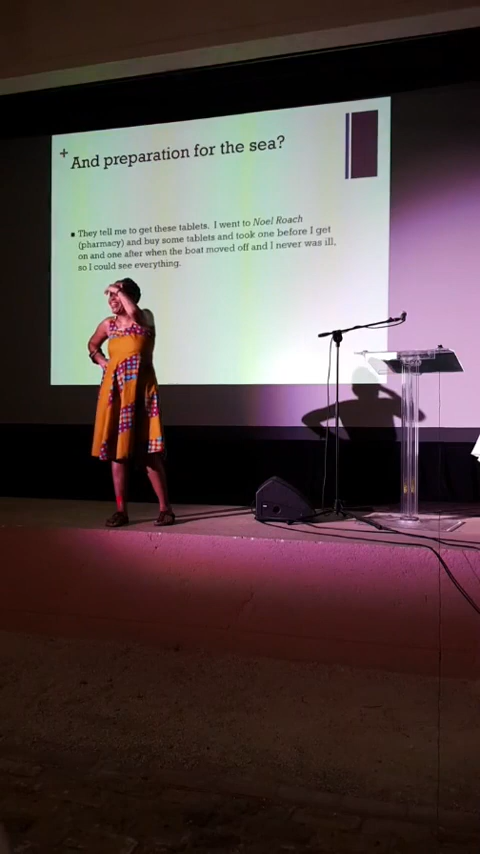 + And preparation for the sea?
▪ They tell me to get these tablets. I went to Noel Roach
(pharmacy) and buy some tablets and took one before I get
on and one after when the boat moved off and I never was ill,
so I could see everything.